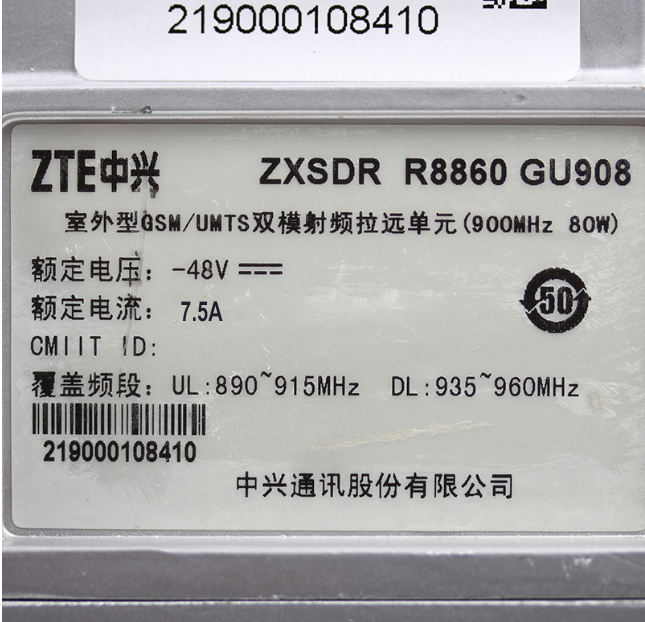 219000108410
ZTE中兴 ZXSDR R8860 GU908
室外型GSM/UMTS双模射频拉远单元(900MHz 80W)
额定电压: -48V
额定电流: 7.5A
50
CMIIT ID:
覆盖频段: UL:890~915MHz DL:935~960MHz
219000108410
中兴通讯股份有限公司